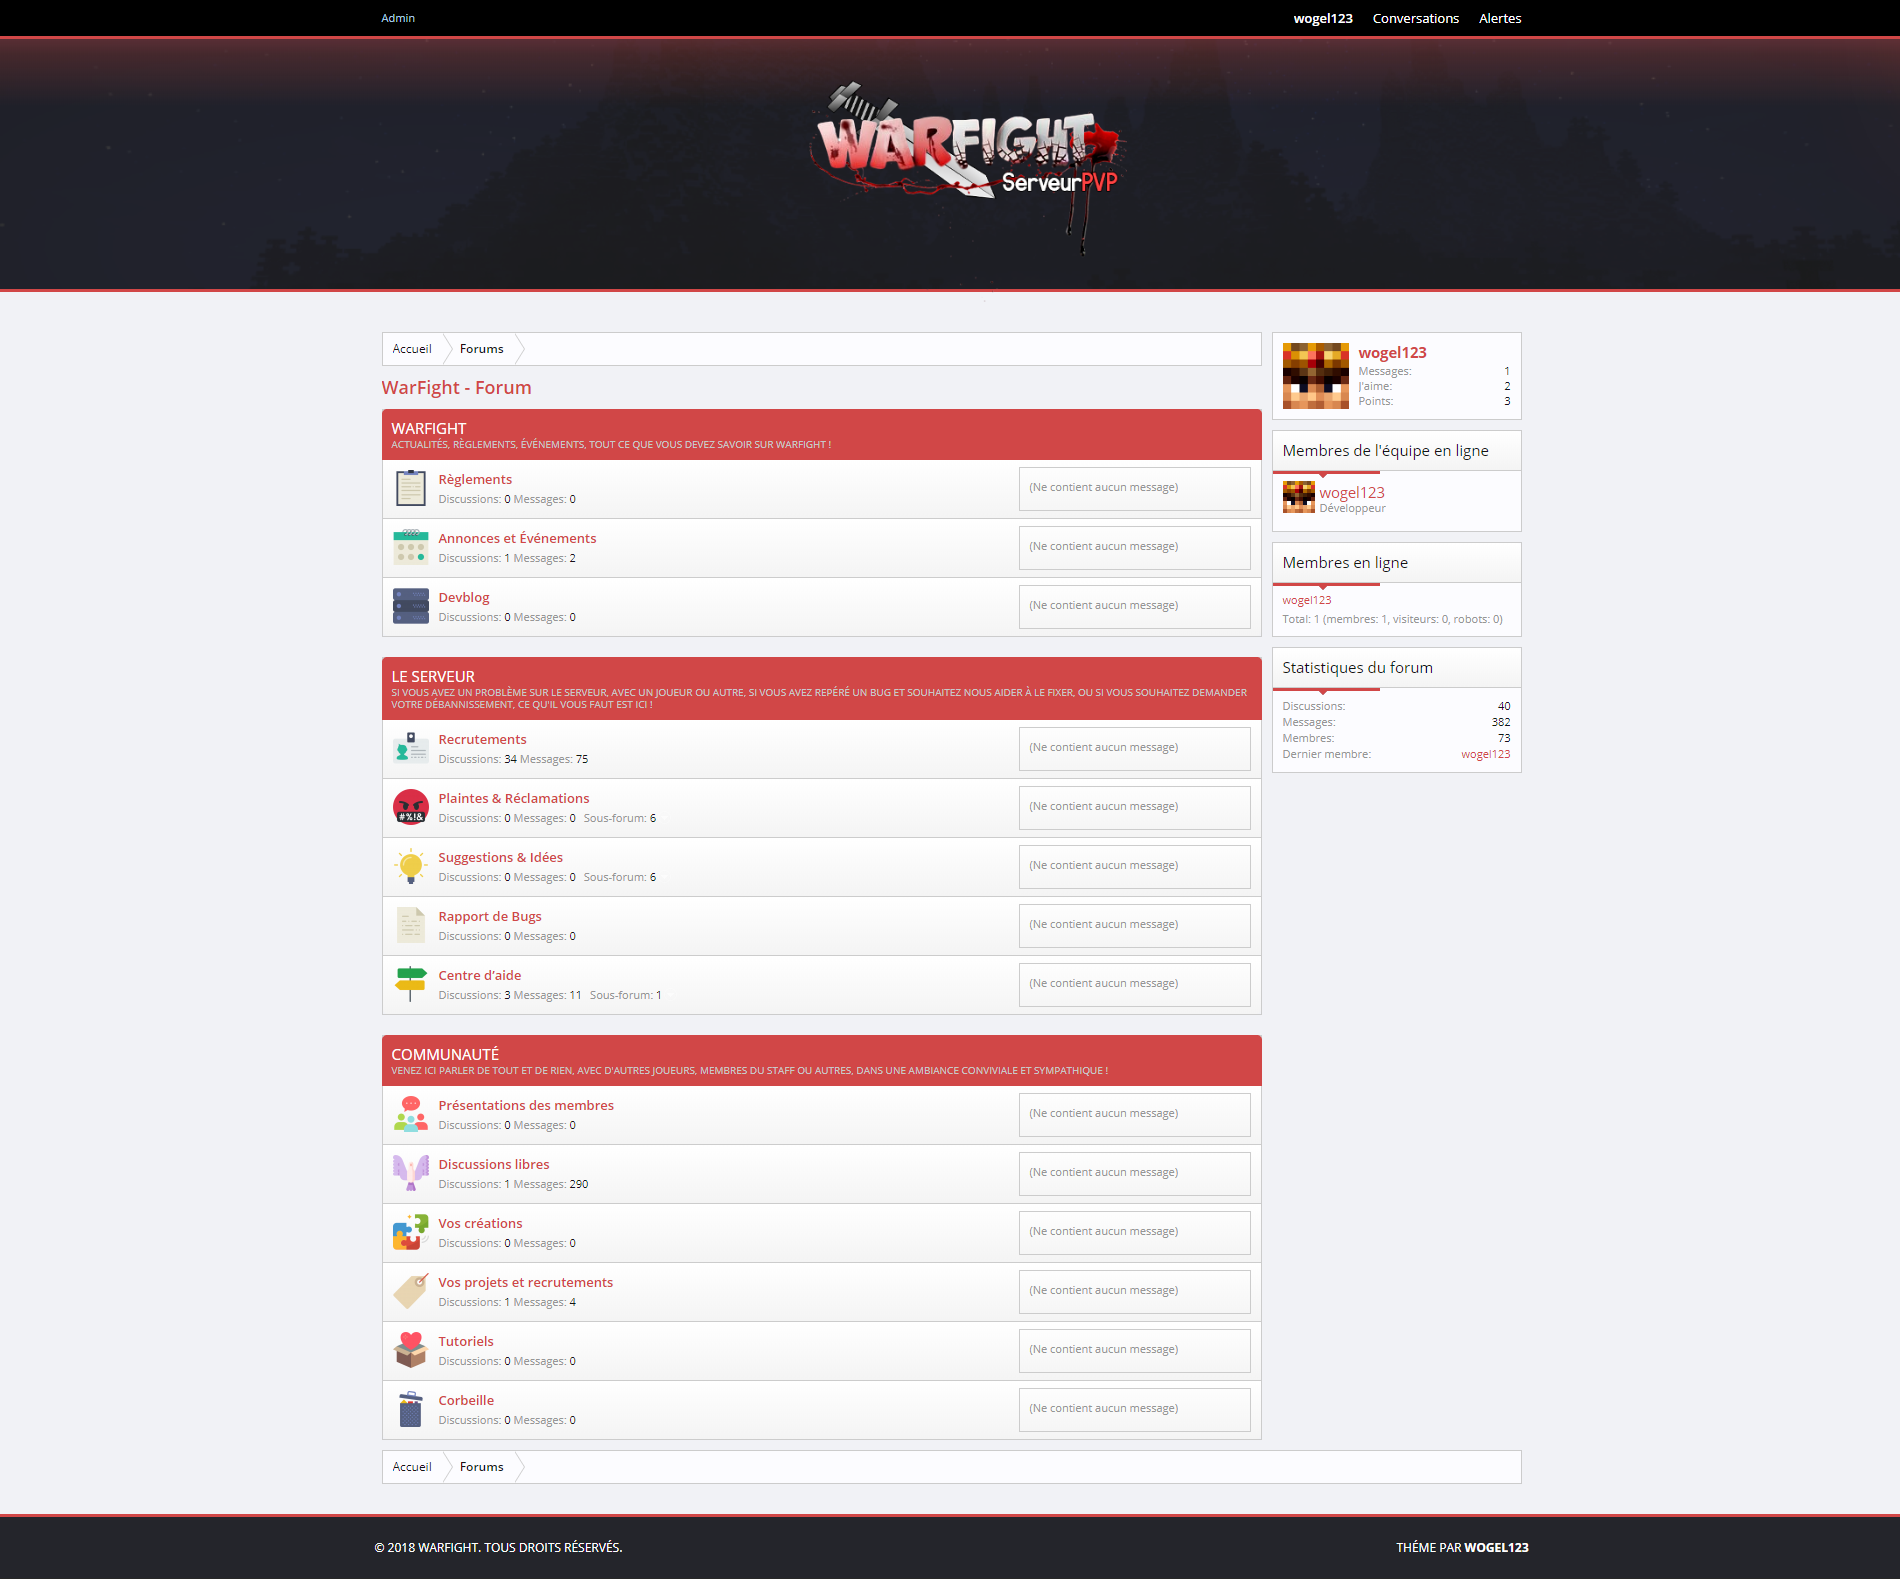 Admin
wogel123 Conversations Alertes
WARFIGHT
ServeurPVP
Accueil Forums
WarFight - Forum
WARFIGHT
ACTUALITÉS, RÈGLEMENTS, ÉVÉNEMENTS, TOUT CE QUE VOUS DEVEZ SAVOIR SUR WARFIGHT !
Règlements
Discussions: 0 Messages: 0
(Ne contient aucun message)
Annonces et Événements
Discussions: 1 Messages: 2
(Ne contient aucun message)
Devblog
Discussions: 0 Messages: 0
(Ne contient aucun message)
LE SERVEUR
SI VOUS AVEZ UN PROBLÈME SUR LE SERVEUR, AVEC UN JOUEUR OU AUTRE, SI VOUS AVEZ REPÉRÉ UN BUG ET SOUHAITEZ NOUS AIDER À LE FIXER, OU SI VOUS SOUHAITEZ DEMANDER
VOTRE DÉBANNISSEMENT, CE QU'IL VOUS FAUT EST ICI !
Recrutements
Discussions: 34 Messages: 75
(Ne contient aucun message)
#%!&
Plaintes & Réclamations
Discussions: 0 Messages: 0 Sous-forum: 6
(Ne contient aucun message)
Suggestions & Idées
Discussions: 0 Messages: 0 Sous-forum: 6
(Ne contient aucun message)
Rapport de Bugs
Discussions: 0 Messages: 0
(Ne contient aucun message)
Centre d’aide
Discussions: 3 Messages: 11 Sous-forum: 1
(Ne contient aucun message)
COMMUNAUTÉ
VENEZ ICI PARLER DE TOUT ET DE RIEN, AVEC D'AUTRES JOUEURS, MEMBRES DU STAFF OU AUTRES, DANS UNE AMBIANCE CONVIVIALE ET SYMPATHIQUE !
Présentations des membres
Discussions: 0 Messages: 0
(Ne contient aucun message)
Discussions libres
Discussions: 1 Messages: 290
(Ne contient aucun message)
Vos créations
Discussions: 0 Messages: 0
(Ne contient aucun message)
Vos projets et recrutements
Discussions: 1 Messages: 4
(Ne contient aucun message)
Tutoriels
Discussions: 0 Messages: 0
(Ne contient aucun message)
Corbeille
Discussions: 0 Messages: 0
(Ne contient aucun message)
Accueil Forums
wogel123
Messages: 1
J'aime: 2
Points: 3
Membres de l'équipe en ligne
wogel123
Développeur
Membres en ligne
wogel123
Total: 1 (membres: 1, visiteurs: 0, robots: 0)
Statistiques du forum
Discussions: 40
Messages: 382
Membres: 73
Dernier membre: wogel123
© 2018 WARFIGHT. TOUS DROITS RÉSERVÉS.
THÉME PAR WOGEL123